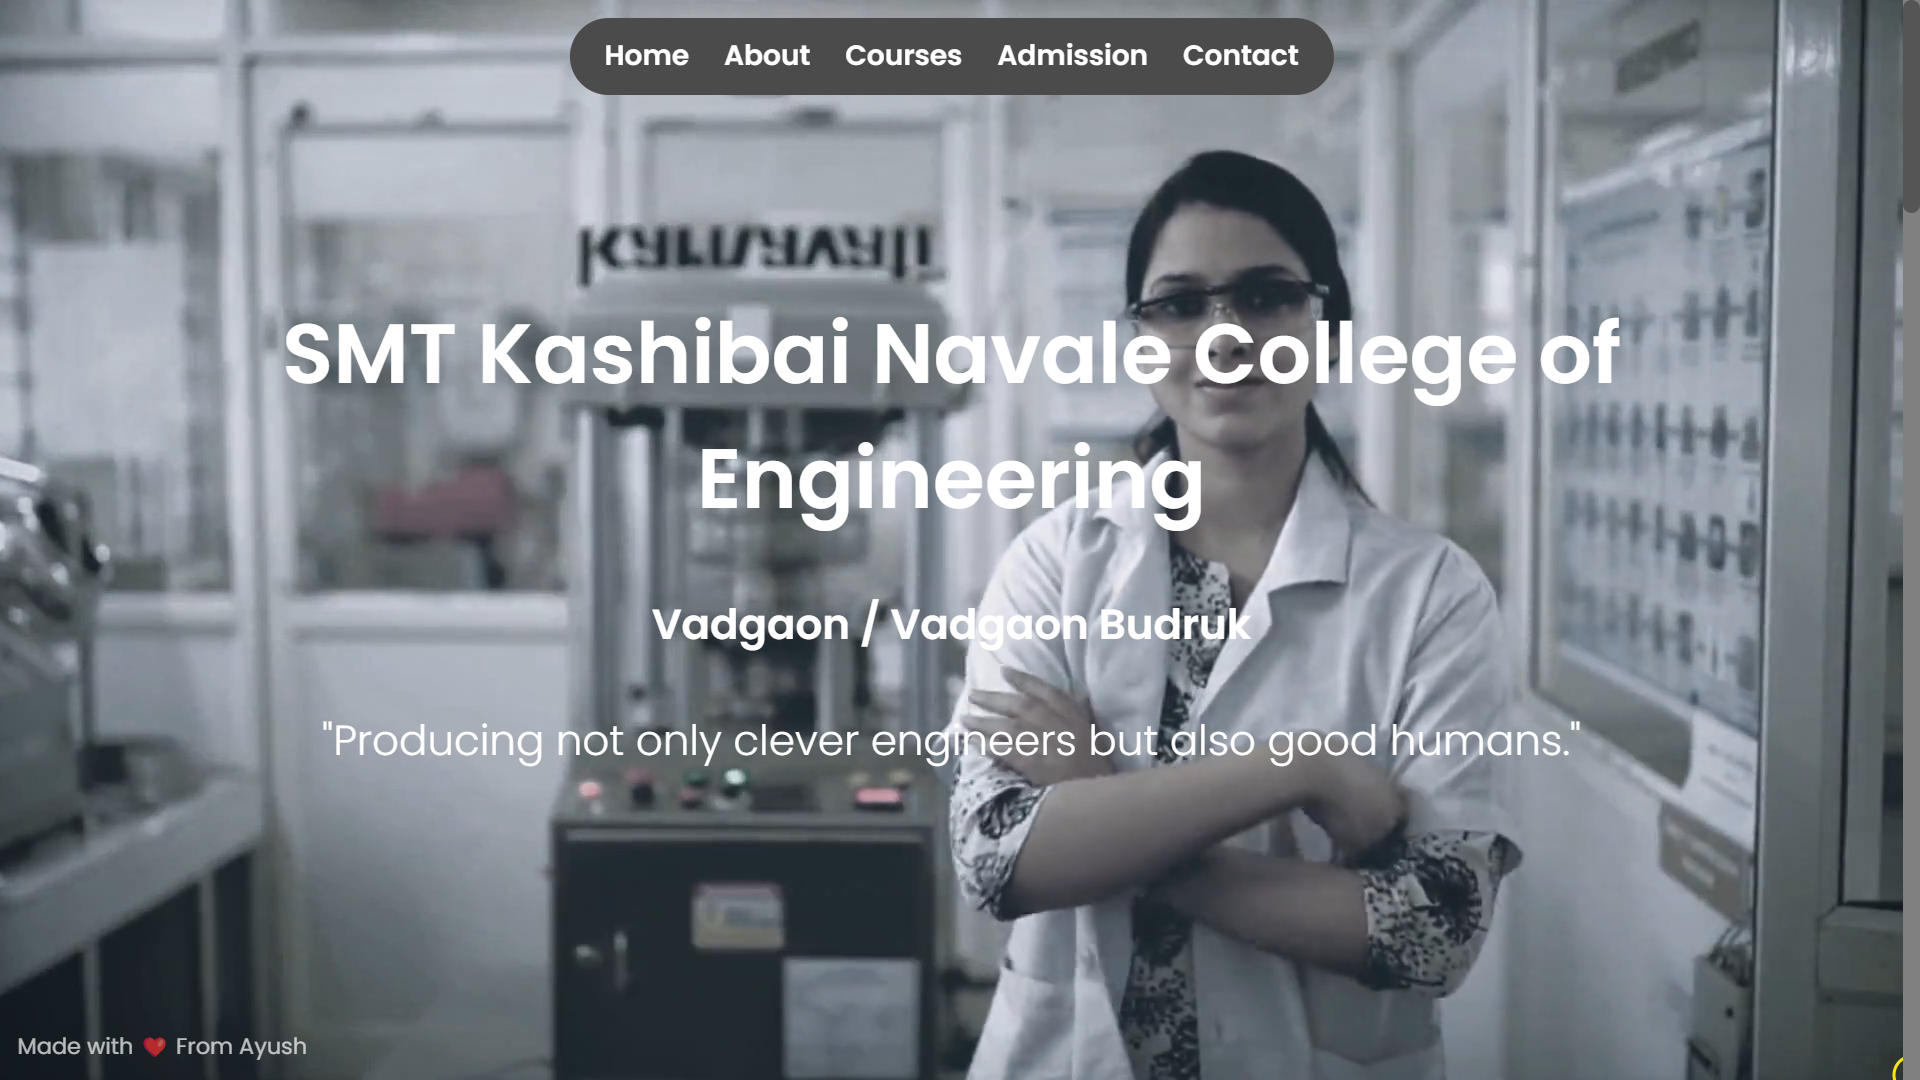 Home About Courses Admission Contact
SMT Kashibai Navale College of
Engineering
Vadgaon / Vadgaon Budruk
"Producing not only clever engineers but also good humans."
Made with ❤️ From Ayush